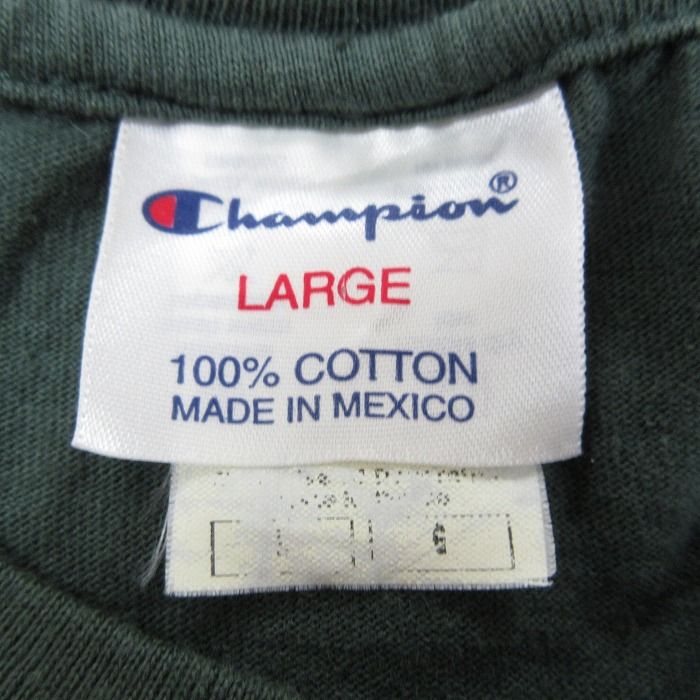 Champion®
LARGE
100% COTTON
MADE IN MEXICO